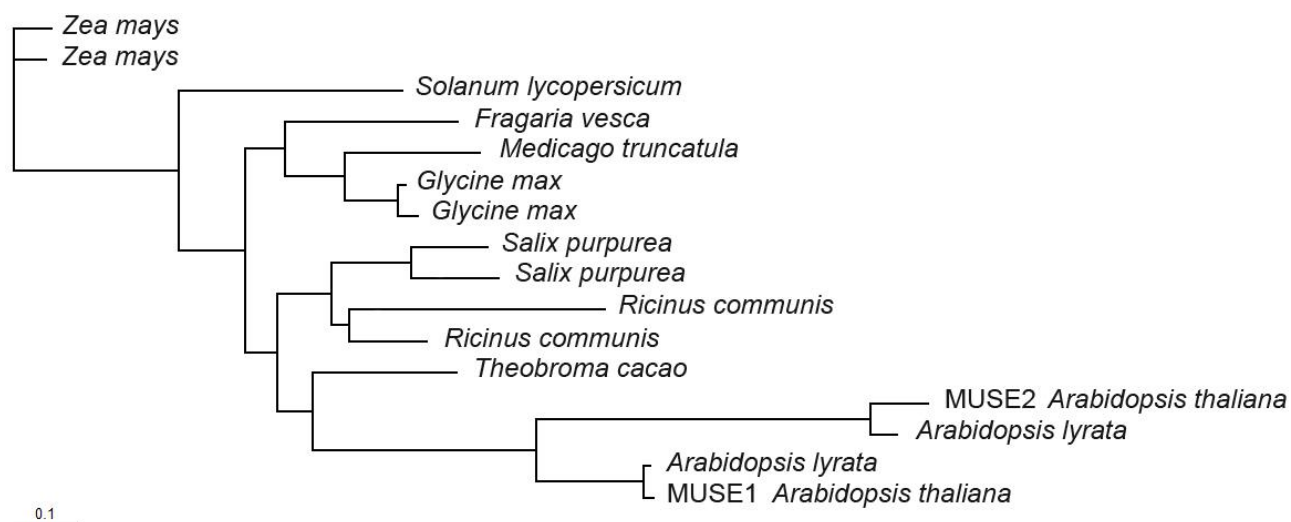 Zea mays
Zea mays
Solanum lycopersicum
Fragaria vesca
Medicago truncatula
Glycine max
Glycine max
Salix purpurea
Salix purpurea
Ricinus communis
Ricinus communis
Theobroma cacao
MUSE2 Arabidopsis thaliana
Arabidopsis lyrata
Arabidopsis lyrata
MUSE1 Arabidopsis thaliana
0.1